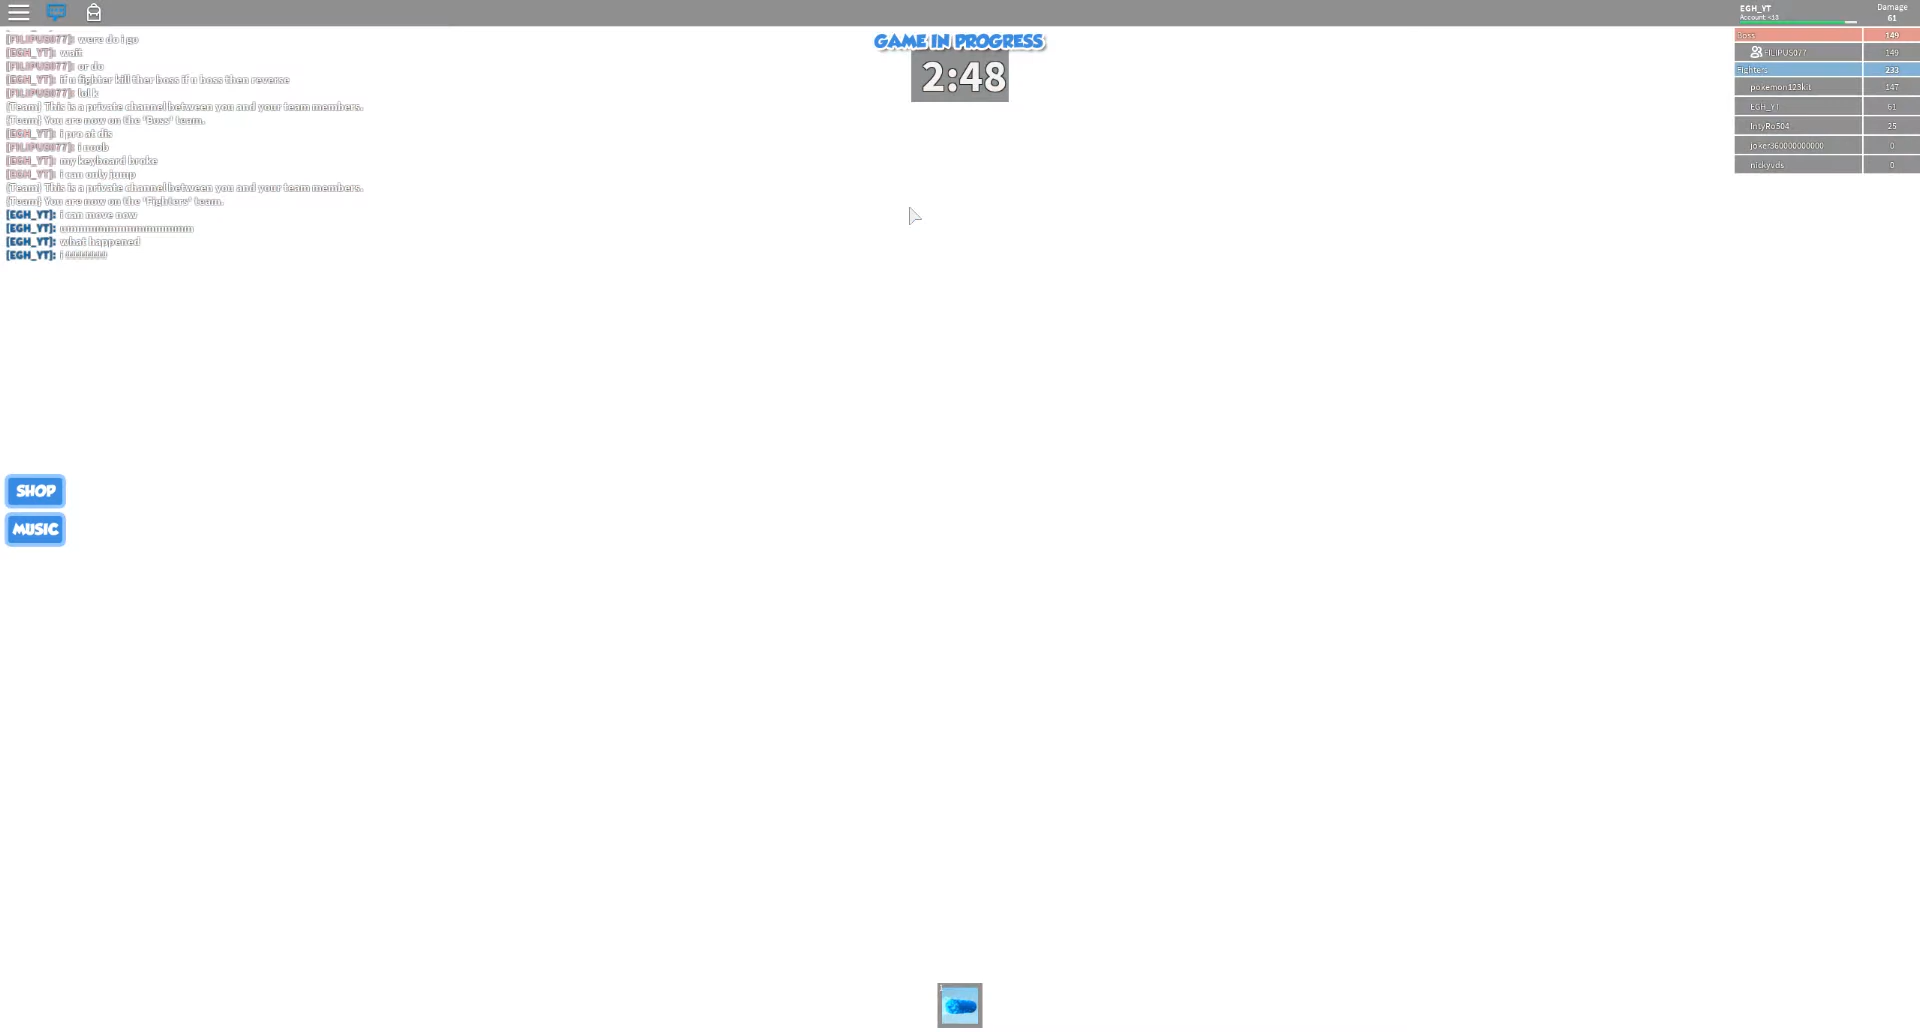 EGH_YT
Account: <13
Damage
61
GAME IN PROGRESS
2:48
[FILIPUS077]: were do i go
[EGH_YT]: wait
[FILIPUS077]: or do
[EGH_YT]: if u fighter kill ther boss if u boss then reverse
[FILIPUS077]: lol k
{Team} This is a private channel between you and your team members.
{Team} You are now on the 'Boss' team.
[EGH_YT]: i pro at dis
[FILIPUS077]: i noob
[EGH_YT]: my keyboard broke
[EGH_YT]: i can only jump
{Team} This is a private channel between you and your team members.
{Team} You are now on the 'Fighters' team.
[EGH_YT]: i can move now
[EGH_YT]:
[EGH_YT]: what happened
[EGH_YT]: i
Boss 149
FILIPUS077 149
Fighters 233
pokemon123kil 147
EGH_YT 61
IntyRo504 25
joker360000000000 0
nickyvds 0
SHOP
MUSIC
1